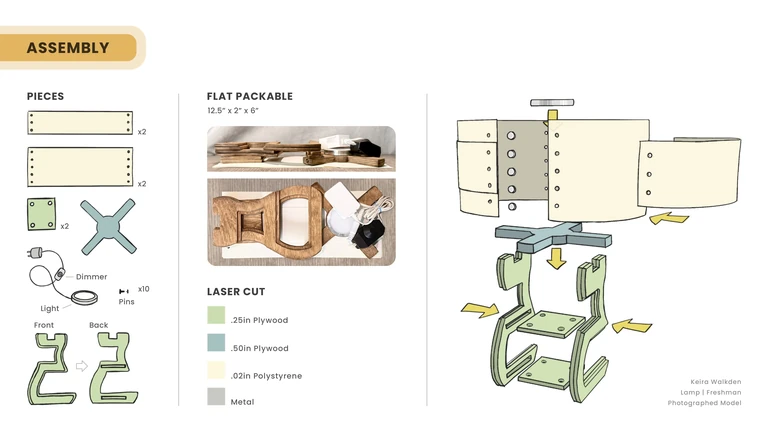 ASSEMBLY
PIECES
x2
x2
x2
Dimmer
x10
Pins
Light
Front
Back
FLAT PACKABLE
12.5” x 2” x 6”
LASER CUT
.25in Plywood
.50in Plywood
.02in Polystyrene
Metal
Keira Walkden
Lamp | Freshman
Photographed Model